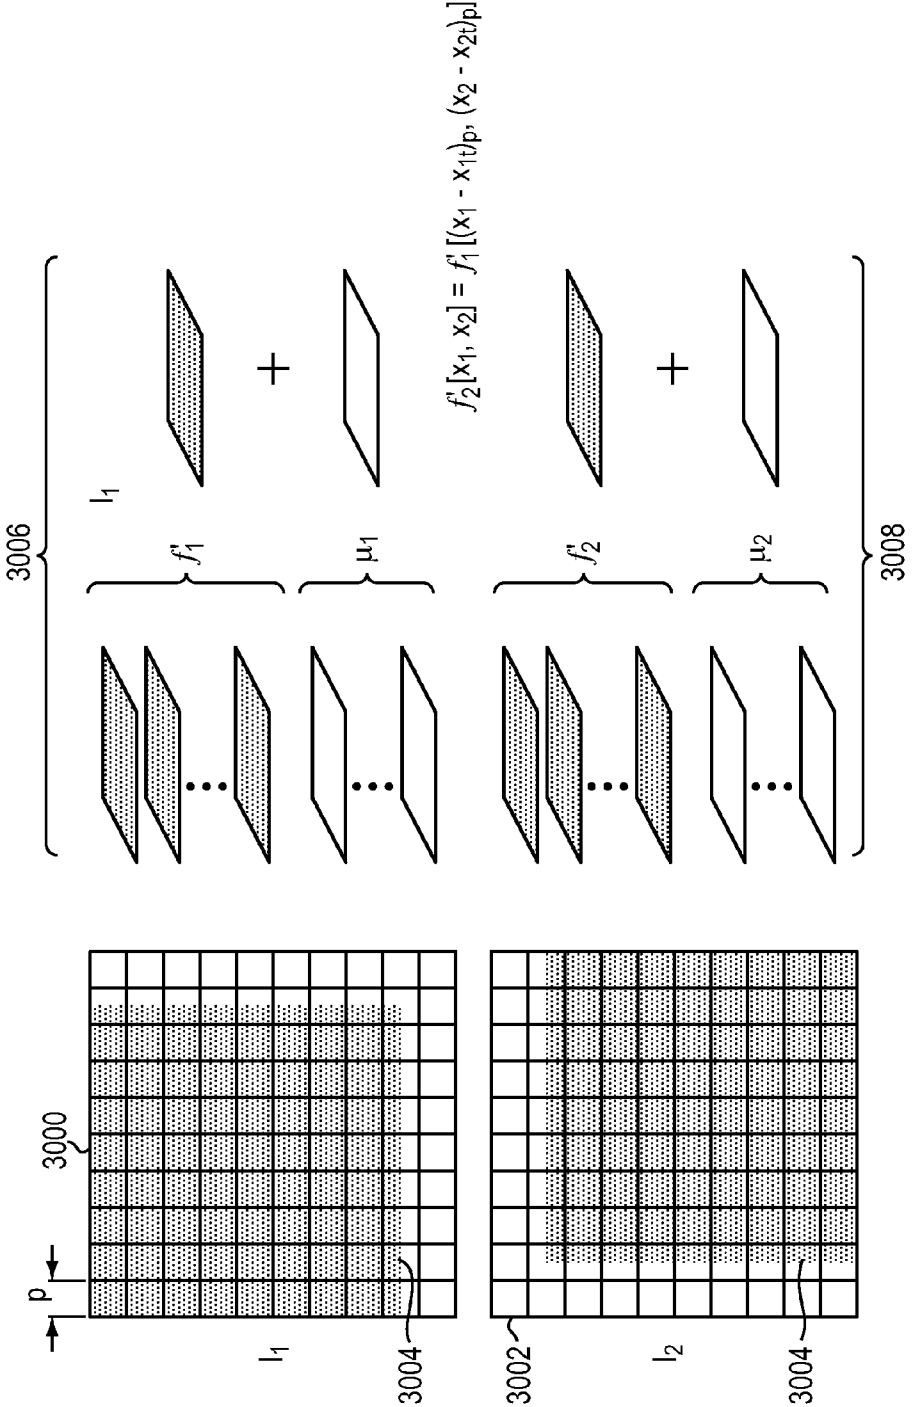 3006
p
3000
I1
f'1
I1
μ1
3004
f'2[x1, x2] = f'1[(x1 - x1t)p, (x2 - x2t)p]
3002
f'2
I2
μ2
3004
3008